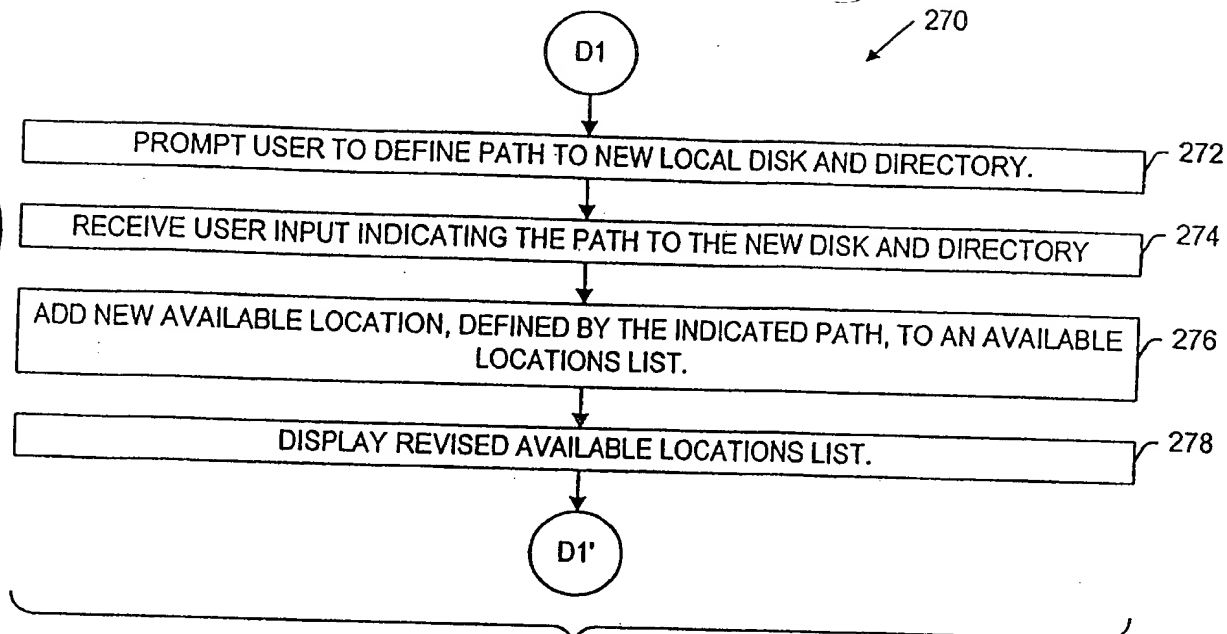 270
D1
PROMPT USER TO DEFINE PATH TO NEW LOCAL DISK AND DIRECTORY.
272
RECEIVE USER INPUT INDICATING THE PATH TO THE NEW DISK AND DIRECTORY
274
ADD NEW AVAILABLE LOCATION, DEFINED BY THE INDICATED PATH, TO AN AVAILABLE
LOCATIONS LIST.
276
DISPLAY REVISED AVAILABLE LOCATIONS LIST.
278
D1'